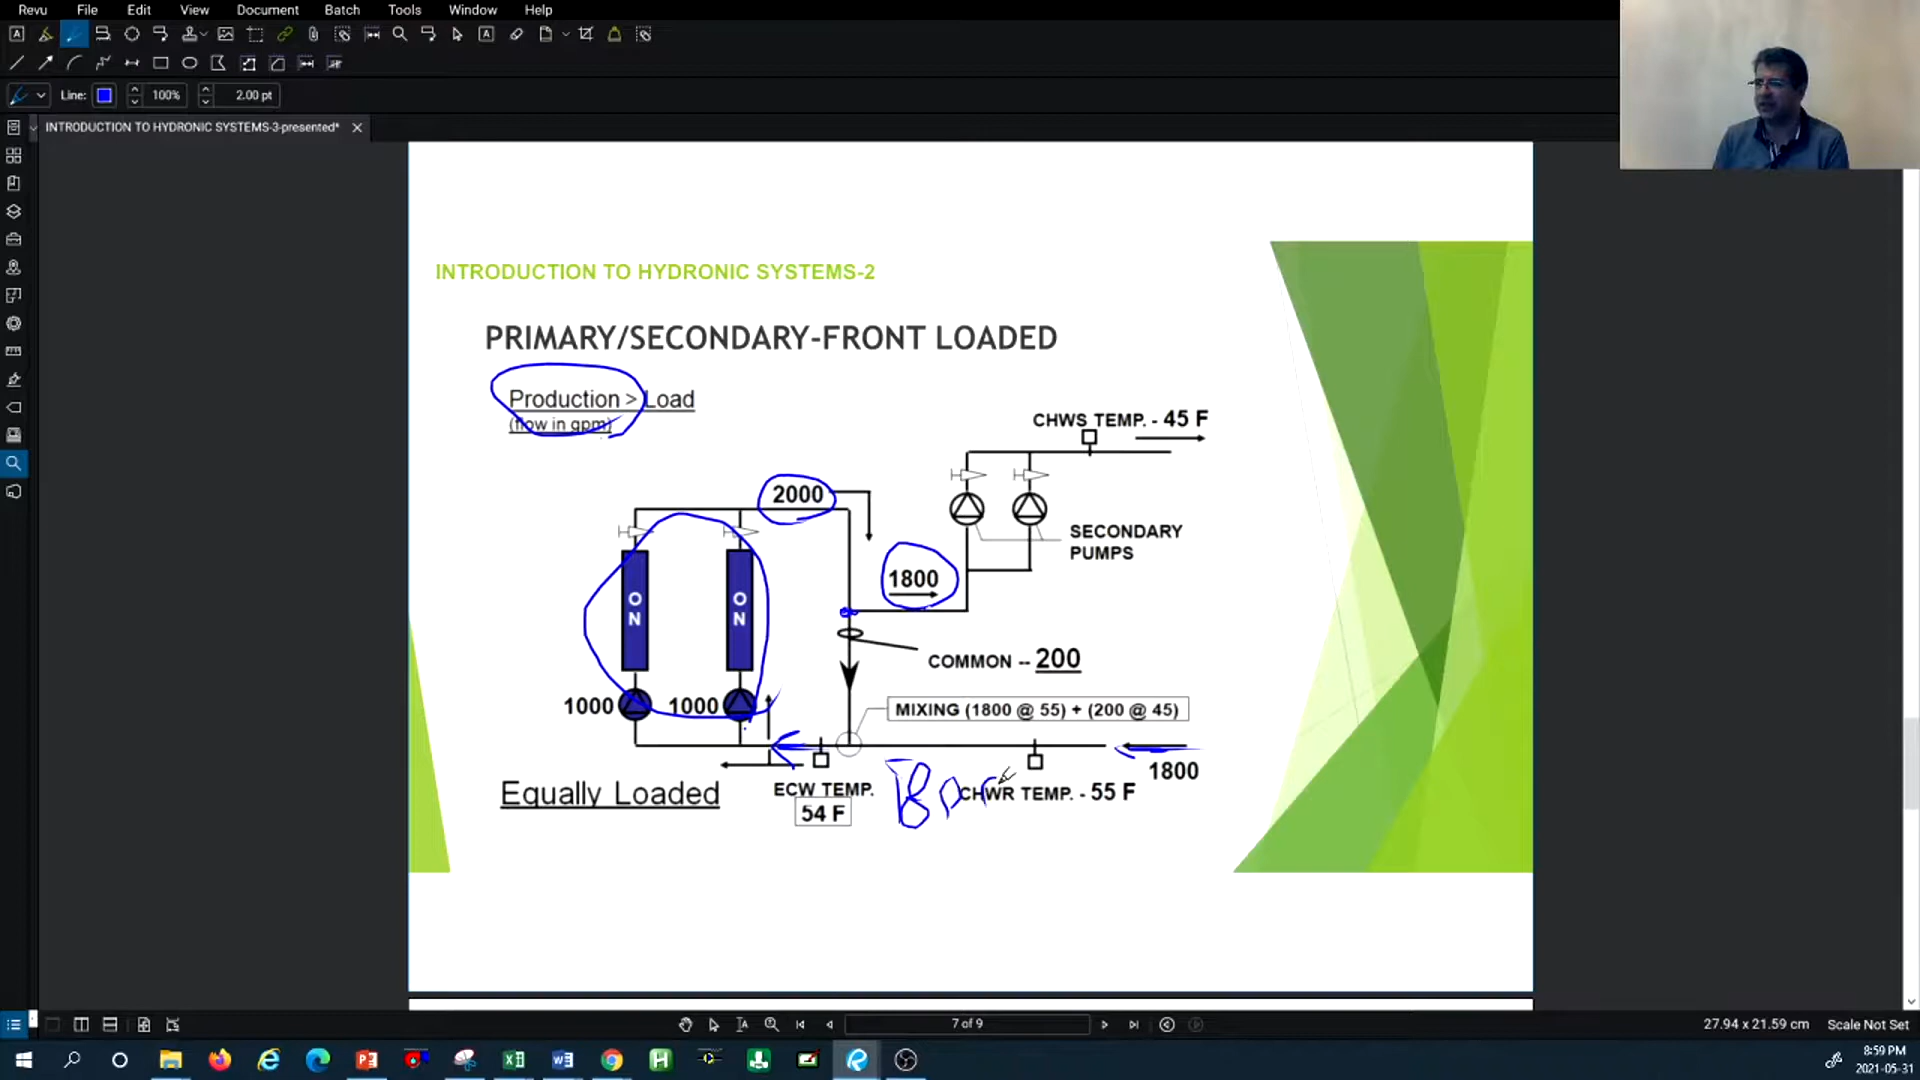 Revu File Edit View Document Batch Tools Window Help
Line: 100% 2.00 pt
INTRODUCTION TO HYDRONIC SYSTEMS-3-presented*
INTRODUCTION TO HYDRONIC SYSTEMS-2
PRIMARY/SECONDARY-FRONT LOADED
Production > Load
(flow in gpm)
CHWS TEMP. - 45 F
2000
SECONDARY
PUMPS
1800
O
N
O
N
COMMON -- 200
1000
1000
MIXING (1800 @ 55) + (200 @ 45)
1800
Equally Loaded
ECW TEMP.
54 F
CHWR TEMP. - 55 F
7 of 9
27.94 x 21.59 cm
Scale Not Set
8:59 PM
2021-05-31